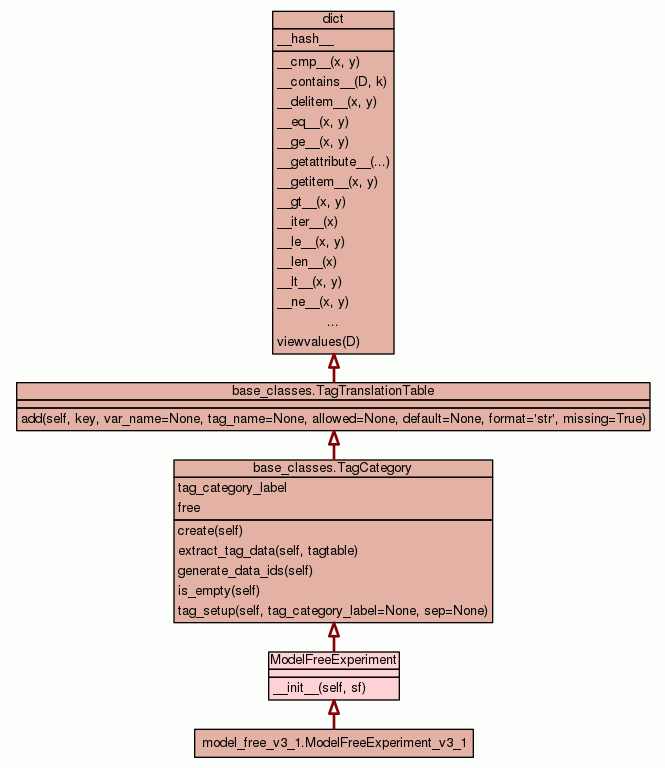 dict
__hash__
__cmp__(x, y)
__contains__(D, k)
__delitem__(x, y)
__eq__(x, y)
__ge__(x, y)
__getattribute__(...)
__getitem__(x, y)
__gt__(x, y)
__iter__(x)
__le__(x, y)
__len__(x)
__lt__(x, y)
__ne__(x, y)
...
viewvalues(D)
base_classes.TagTranslationTable
add(self, key, var_name=None, tag_name=None, allowed=None, default=None, format='str', missing=True)
base_classes.TagCategory
tag_category_label
free
create(self)
extract_tag_data(self, tagtable)
generate_data_ids(self)
is_empty(self)
tag_setup(self, tag_category_label=None, sep=None)
ModelFreeExperiment
__init__(self, sf)
model_free_v3_1.ModelFreeExperiment_v3_1